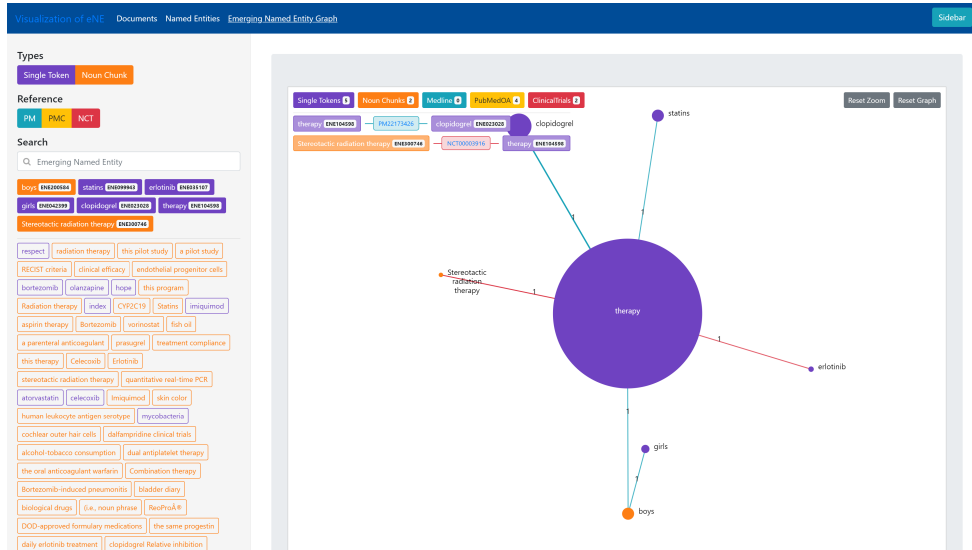 Visualization of eNE Documents Named Entities Emerging Named Entity Graph Sidebar
Types
Single Token Noun Chunk
Reference
PM PMC NCT
Search
Emerging Named Entity
boys ENE200584 statins ENE099943 erlotinib ENE035107
girls ENE042399 clopidogrel ENE023028 therapy ENE104598
Stereotactic radiation therapy ENE300746
respect radiation therapy this pilot study a pilot study
RECIST criteria clinical efficacy endothelial progenitor cells
bortezomib olanzapine hope this program
Radiation therapy index CYP2C19 Statins imiquimod
aspirin therapy Bortezomib vorinostat fish oil
a parenteral anticoagulant prasugrel treatment compliance
this therapy Celecoxib Erlotinib
stereotactic radiation therapy quantitative real-time PCR
atorvastatin celecoxib Imiquimod skin color
human leukocyte antigen serotype mycobacteria
cochlear outer hair cells dalfampridine clinical trials
alcohol-tobacco consumption dual antiplatelet therapy
the oral anticoagulant warfarin Combination therapy
Bortezomib-induced pneumonitis bladder diary
biological drugs (i.e., noun phrase ReoProÂ®
DOD-approved formulary medications the same progestin
daily erlotinib treatment clopidogrel Relative inhibition
Single Tokens 5 Noun Chunks 2 Medline 6 PubMedOA 4 ClinicalTrials 2 Reset Zoom Reset Graph
therapy ENE104598 PM22173426 clopidogrel ENE023028
Stereotactic radiation therapy ENE300746 NCT00003916 therapy ENE104598
clopidogrel
statins
1
1
Stereotactic
radiation
therapy
1
therapy
1
erlotinib
1
girls
1
boys